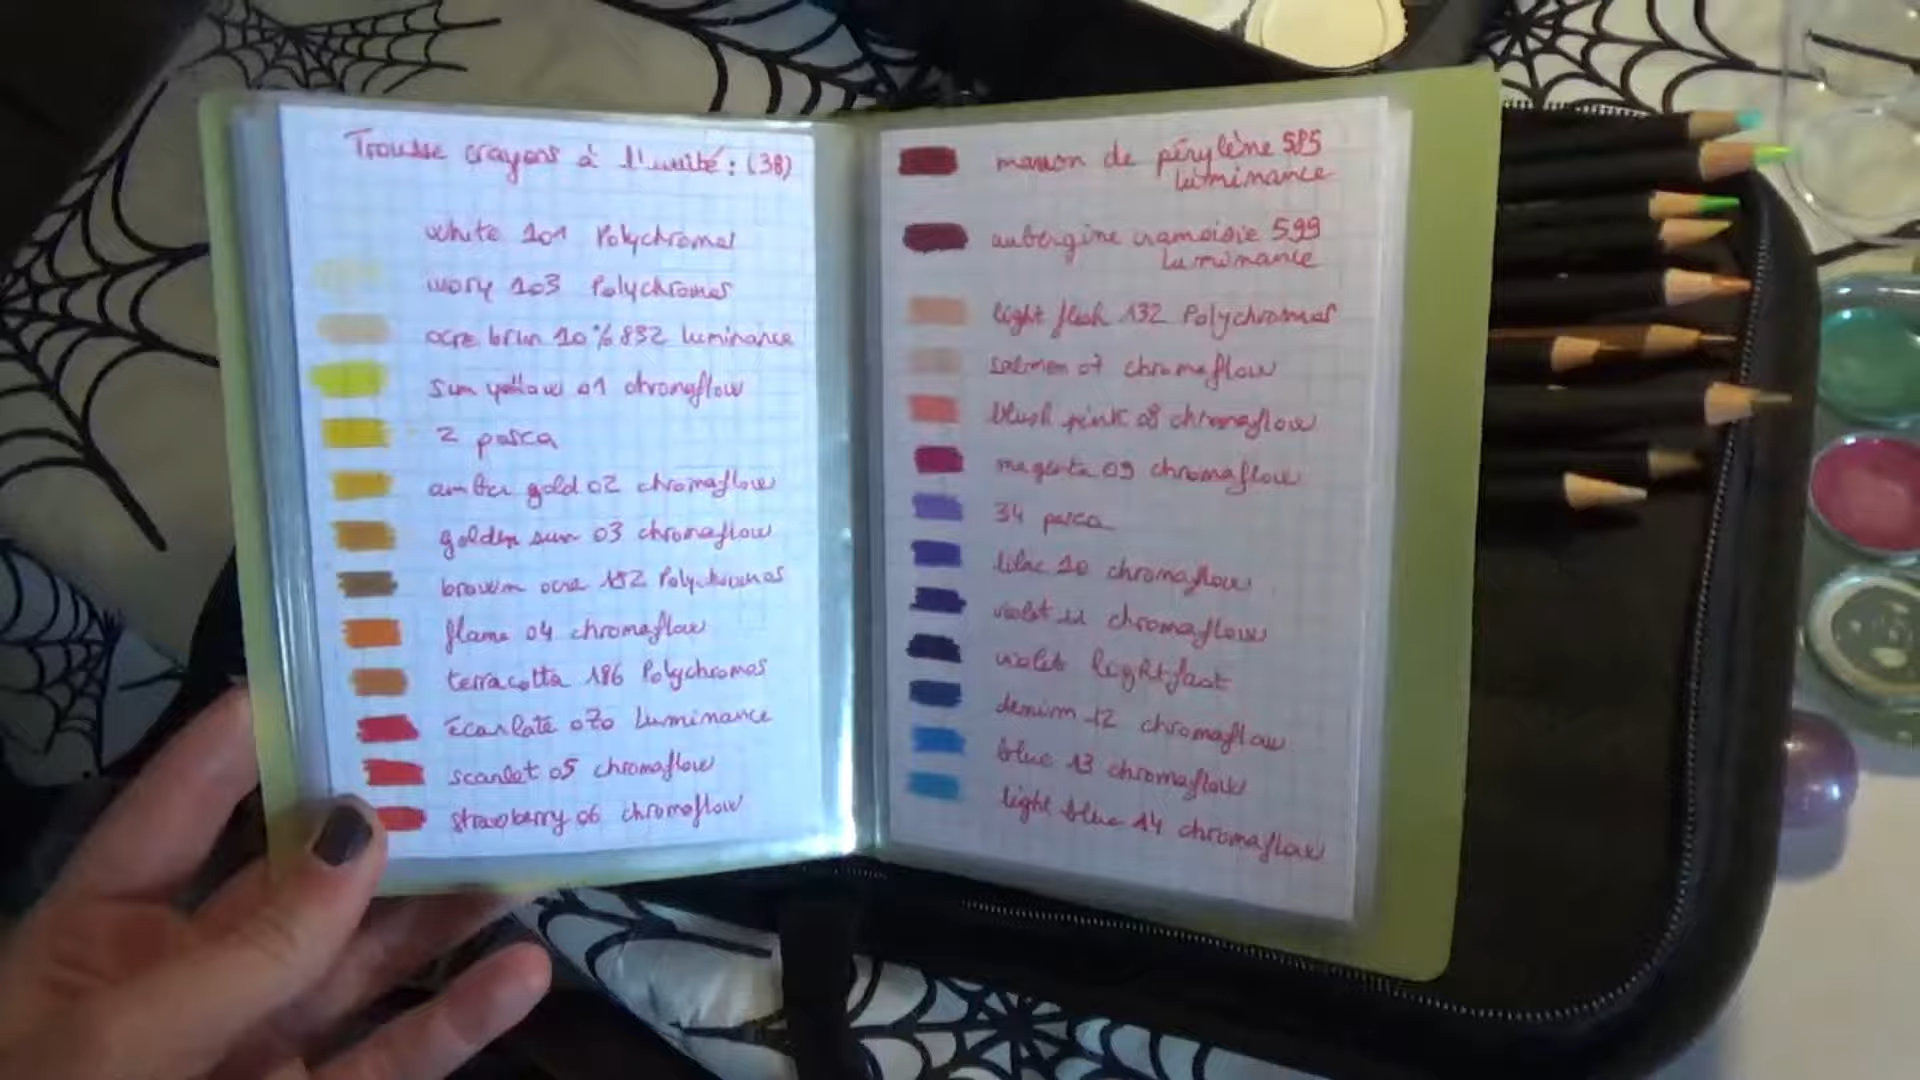 Trousse crayons à l'unité : (38)
white 101 Polychromos
ivory 103 Polychromos
ocre brun 10% 832 luminance
sun yellow 01 chromaflow
2 pasca
amber gold 02 chromaflow
golden sun 03 chromaflow
brown ocre 182 Polychromos
flame 04 chromaflow
terracotta 186 Polychromos
écarlate 070 Luminance
scarlet 05 chromaflow
strawberry 06 chromaflow
marron de pérylène 585
luminance
aubergine cramoisie 599
luminance
light flesh 132 Polychromos
salmon 07 chromaflow
blush pink 08 chromaflow
magenta 09 chromaflow
34 pasca
lilac 10 chromaflow
violet 11 chromaflow
violet lightfast
denim 12 chromaflow
blue 13 chromaflow
light blue 14 chromaflow